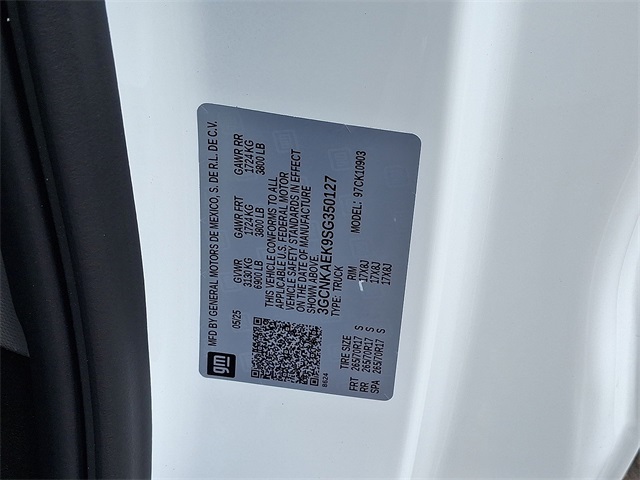 gm
MFD BY GENERAL MOTORS DE MEXICO, S. DE R.L. DE C.V.
05/25
GVWR GAWR FRT GAWR RR
3130 KG 1724 KG 1724 KG
6900 LB 3800 LB 3800 LB
THIS VEHICLE CONFORMS TO ALL
APPLICABLE U.S. FEDERAL MOTOR
VEHICLE SAFETY STANDARDS IN EFFECT
ON THE DATE OF MANUFACTURE
SHOWN ABOVE.
3GCNKAEK9SG350127
TYPE: TRUCK MODEL: 97CK10903
8624
TIRE SIZE RIM
FRT 265/70R17 S 17X8J
RR 265/70R17 S 17X8J
SPA 265/70R17 S 17X8J